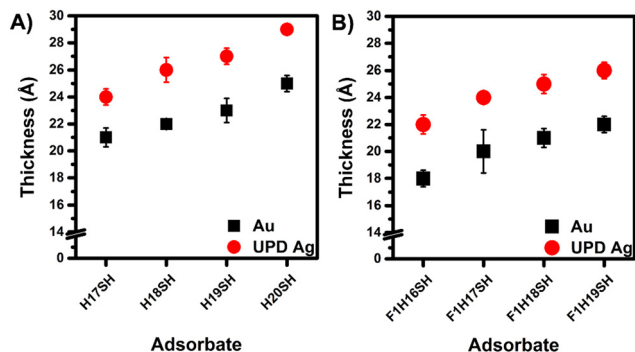 A)
Thickness (Å)
30
28
26
24
22
20
18
16
14
0
Au
UPD Ag
H17SH
H18SH
H19SH
H20SH
Adsorbate
B)
Thickness (Å)
30
28
26
24
22
20
18
16
14
0
Au
UPD Ag
F1H16SH
F1H17SH
F1H18SH
F1H19SH
Adsorbate